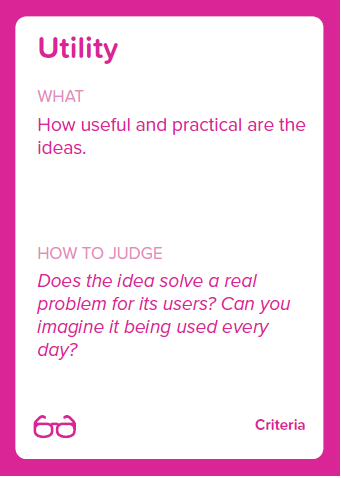 Utility
WHAT
How useful and practical are the
ideas.
HOW TO JUDGE
Does the idea solve a real
problem for its users? Can you
imagine it being used every
day?
Criteria